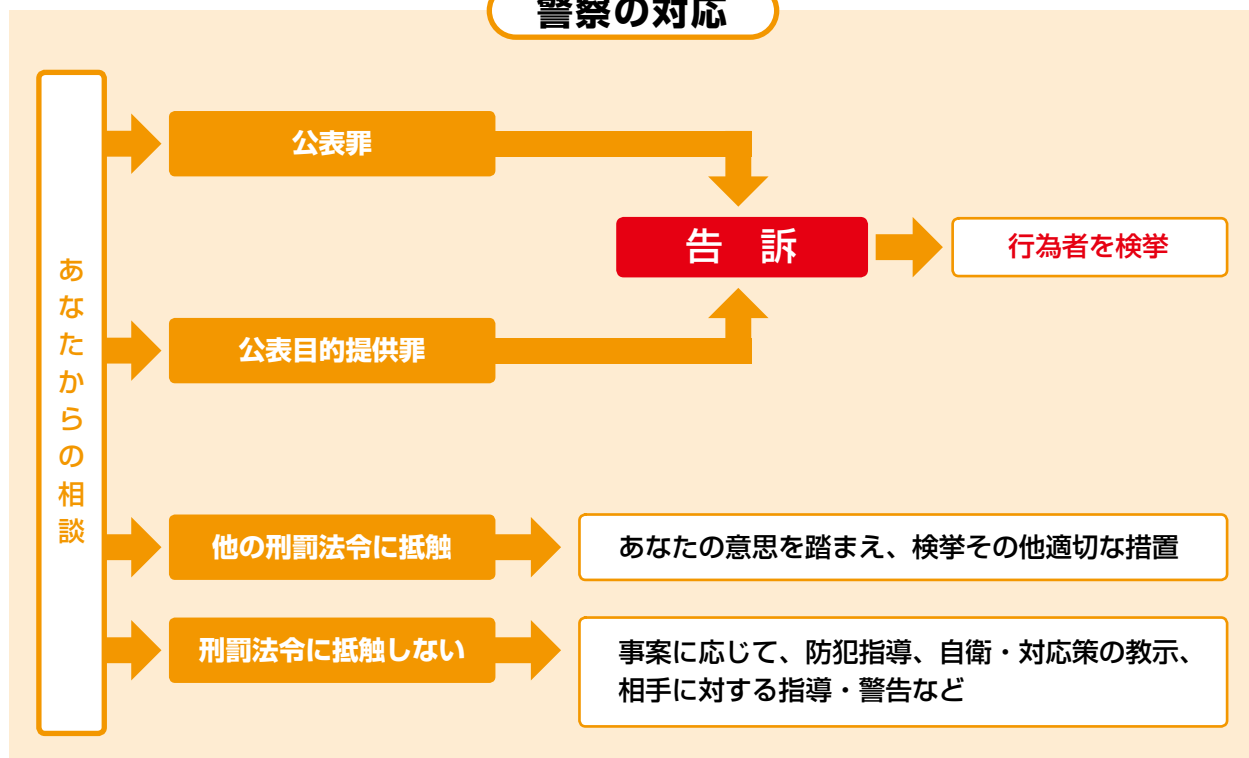 警察の対応
あなたからの相談
公表罪
告 訴
行為者を検挙
公表目的提供罪
他の刑罰法令に抵触
あなたの意思を踏まえ、検挙その他適切な措置
刑罰法令に抵触しない
事案に応じて、防犯指導、自衛・対応策の教示、
相手に対する指導・警告など